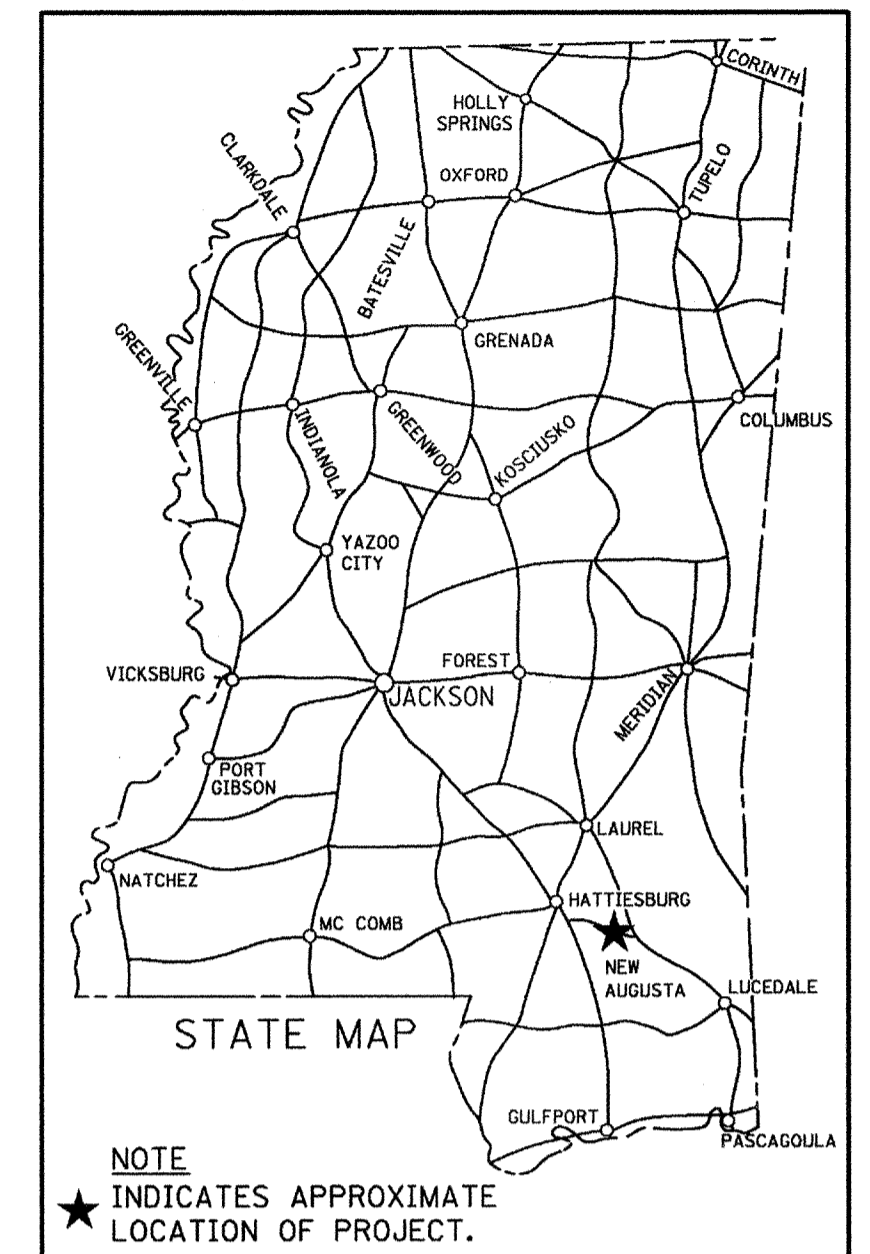 CORINTH
HOLLY
SPRINGS
CLARKDALE
OXFORD
TUPELO
BATESVILLE
GREENVILLE
GRENADA
INDIANOLA
GREENWOOD
KOSCIUSKO
COLUMBUS
YAZOO
CITY
VICKSBURG
FOREST
JACKSON
MERIDIAN
PORT
GIBSON
LAUREL
NATCHEZ
HATTIESBURG
MC COMB
NEW
AUGUSTA
LUCEDALE
STATE MAP
GULFPORT
PASCAGOULA
NOTE
INDICATES APPROXIMATE
LOCATION OF PROJECT.